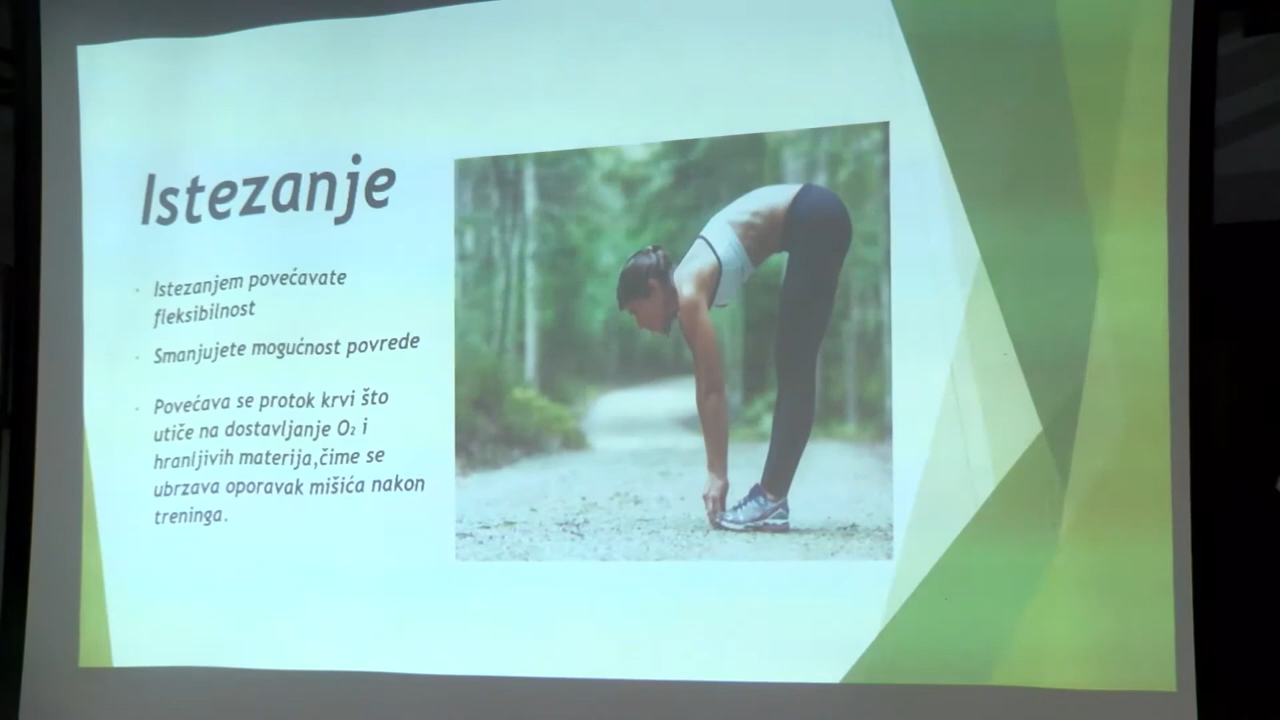 Istezanje
Istezanjem povećavate
fleksibilnost
Smanjujete mogućnost povrede
Povećava se protok krvi što
utiče na dostavljanje O₂ i
hranljivih materija,čime se
ubrzava oporavak mišića nakon
treninga.